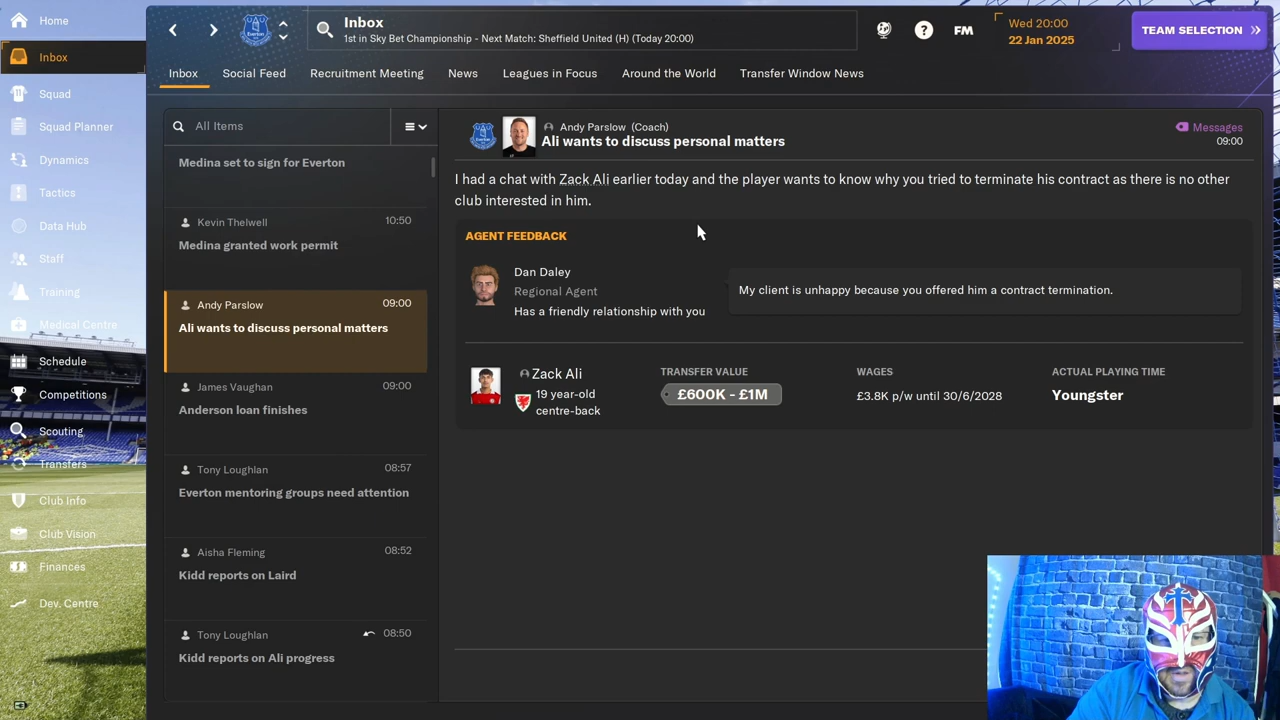 Home
Inbox
Squad
Squad Planner
Dynamics
Tactics
Data Hub
Staff
Training
Medical Centre
Schedule
Competitions
Scouting
Transfers
Club Info
Club Vision
Finances
Dev. Centre
Everton
Inbox
1st in Sky Bet Championship - Next Match: Sheffield United (H) (Today 20:00)
?
FM
Wed 20:00
22 Jan 2025
TEAM SELECTION
Inbox Social Feed Recruitment Meeting News Leagues in Focus Around the World Transfer Window News
All Items
Medina set to sign for Everton
Kevin Thelwell 10:50
Medina granted work permit
Andy Parslow 09:00
Ali wants to discuss personal matters
James Vaughan 09:00
Anderson loan finishes
Tony Loughlan 08:57
Everton mentoring groups need attention
Aisha Fleming 08:52
Kidd reports on Laird
Tony Loughlan 08:50
Kidd reports on Ali progress
Andy Parslow (Coach)
Ali wants to discuss personal matters
Messages
09:00
I had a chat with Zack Ali earlier today and the player wants to know why you tried to terminate his contract as there is no other
club interested in him.
AGENT FEEDBACK
Dan Daley
Regional Agent
Has a friendly relationship with you
My client is unhappy because you offered him a contract termination.
Zack Ali
19 year-old
centre-back
TRANSFER VALUE
£600K - £1M
WAGES
£3.8K p/w until 30/6/2028
ACTUAL PLAYING TIME
Youngster